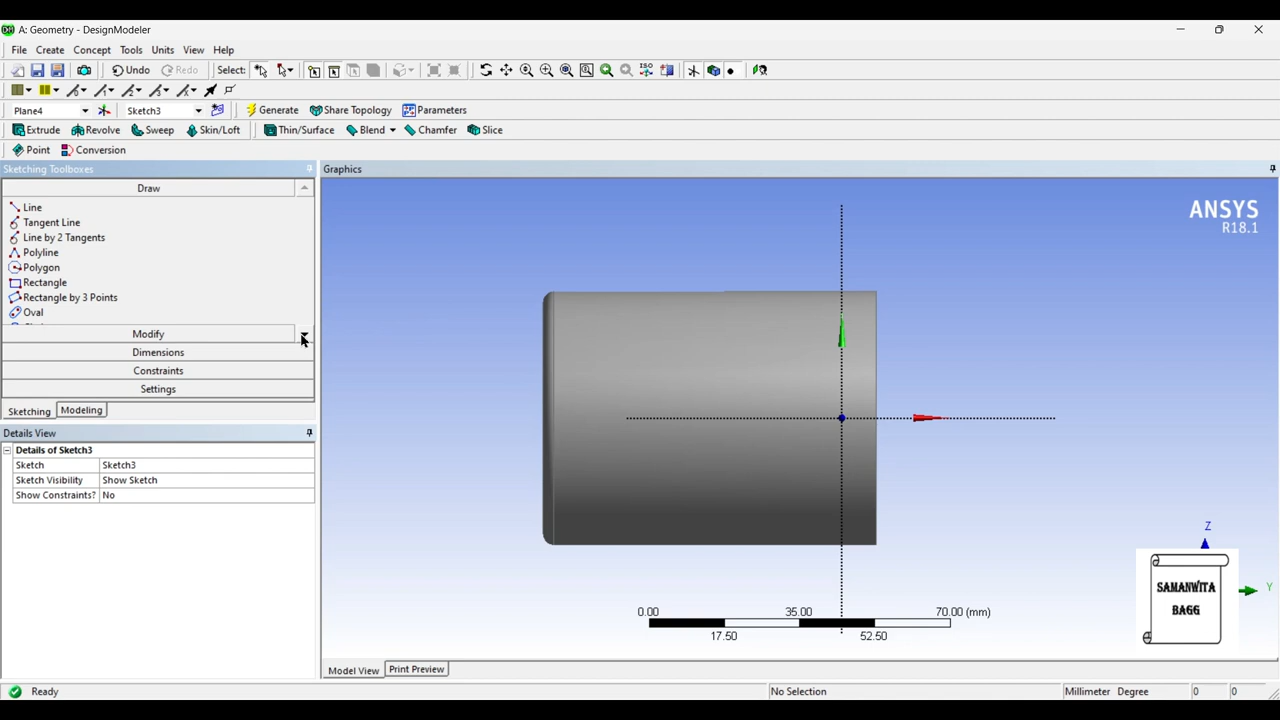 A: Geometry - DesignModeler
File Create Concept Tools Units View Help
Undo Redo Select:
ISO
Plane4 Sketch3 Generate Share Topology Parameters
Extrude Revolve Sweep Skin/Loft Thin/Surface Blend Chamfer Slice
Point Conversion
Sketching Toolboxes
Draw
Line
Tangent Line
Line by 2 Tangents
Polyline
Polygon
Rectangle
Rectangle by 3 Points
Oval
Modify
Dimensions
Constraints
Settings
Sketching Modeling
Details View
Details of Sketch3
Sketch Sketch3
Sketch Visibility Show Sketch
Show Constraints? No
Graphics
ANSYS
R18.1
Z
Y
SAMANWITA
BAGG
0.00 35.00 70.00 (mm)
17.50 52.50
Model View Print Preview
Ready No Selection Millimeter Degree 0 0